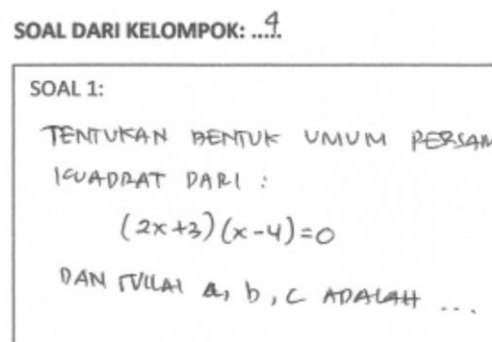 SOAL DARI KELOMPOK: ..4..
SOAL 1:
TENTUKAN BENTUK UMUM PERSAM
KUADRAT DARI :
(2x+3)(x-4)=0
DAN NILAI a, b, c ADALAH ...